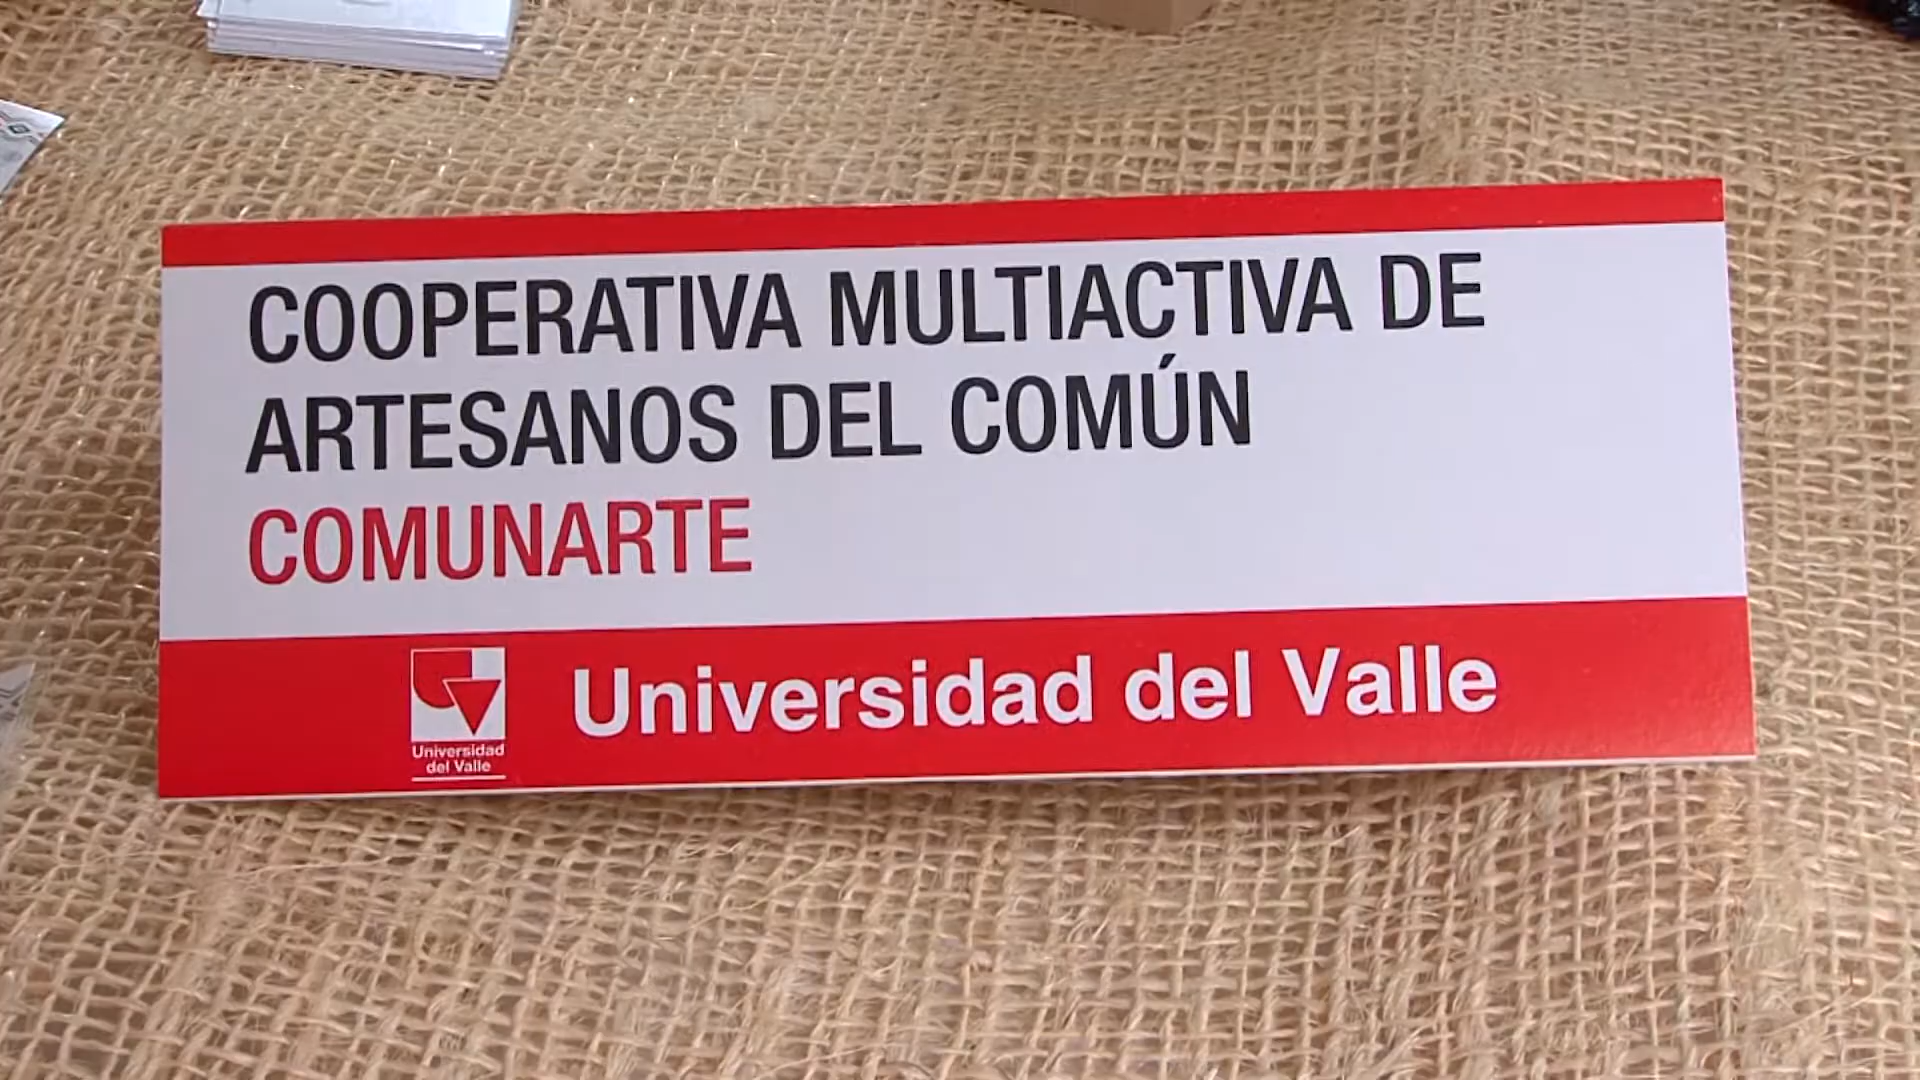 COOPERATIVA MULTIACTIVA DE
ARTESANOS DEL COMÚN
COMUNARTE
Universidad del Valle
Universidad
del Valle